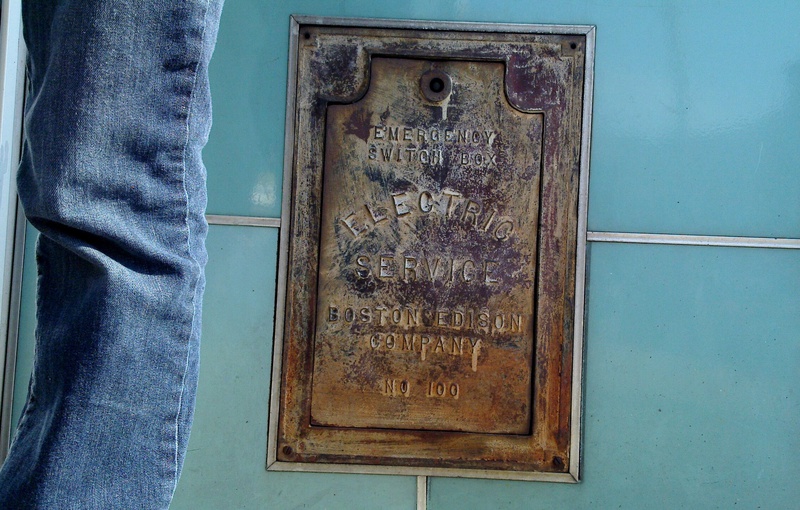 EMERGENCY
SWITCH BOX
ELECTRIC
SERVICE
BOSTON EDISON
COMPANY
NO 100